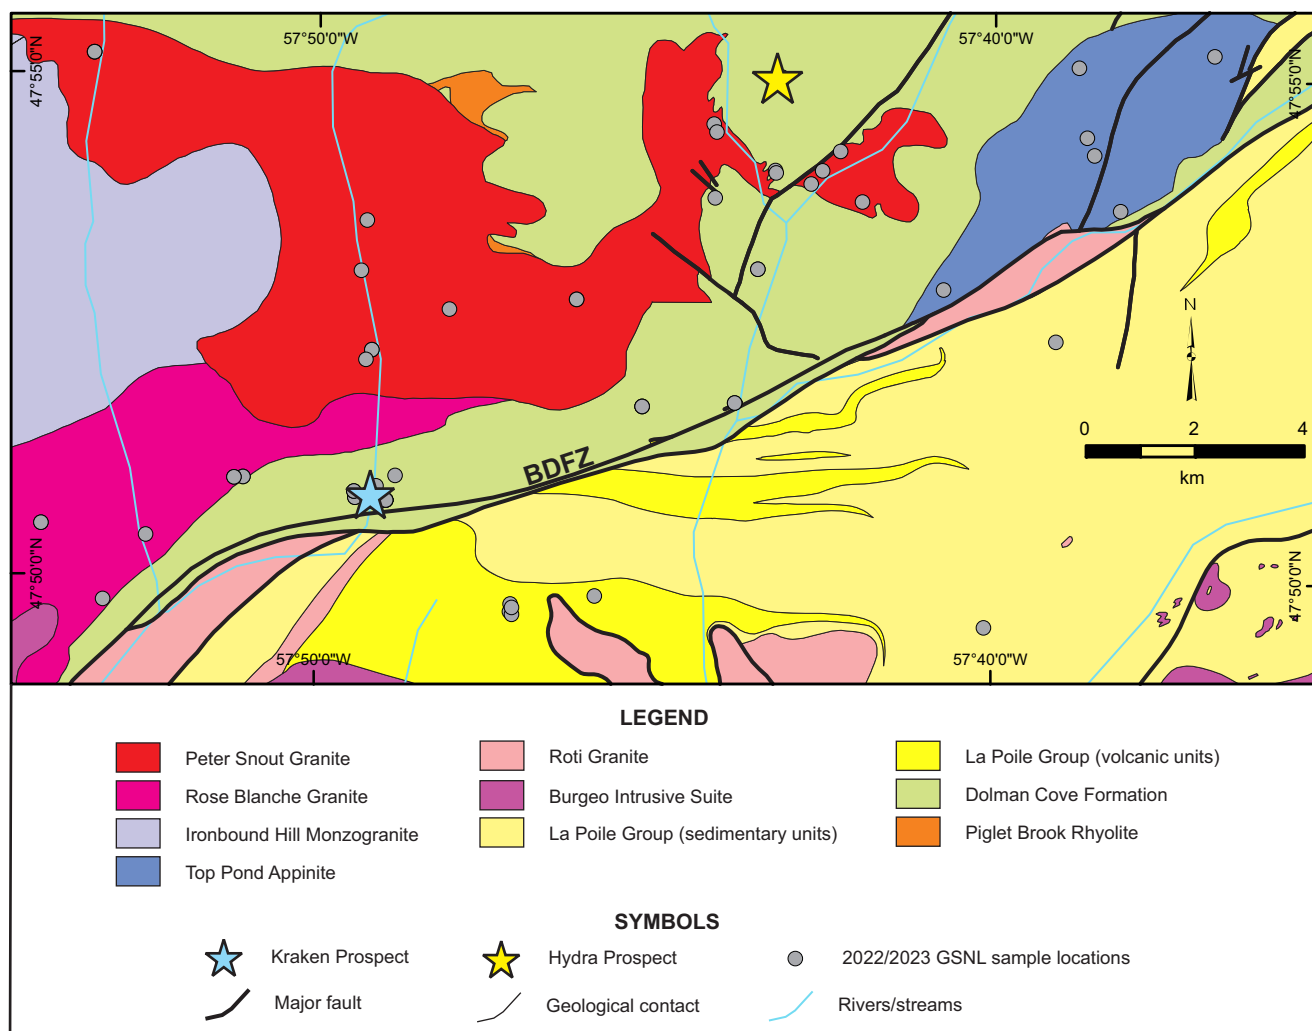 57°50'0"W
57°40'0"W
47°55'0"N
47°55'0"N
N
0 2 4
km
BDFZ
47°50'0"N
47°50'0"N
57°50'0"W
57°40'0"W
LEGEND
Peter Snout Granite
Roti Granite
La Poile Group (volcanic units)
Rose Blanche Granite
Burgeo Intrusive Suite
Dolman Cove Formation
Ironbound Hill Monzogranite
La Poile Group (sedimentary units)
Piglet Brook Rhyolite
Top Pond Appinite
SYMBOLS
Kraken Prospect
Hydra Prospect
2022/2023 GSNL sample locations
Major fault
Geological contact
Rivers/streams